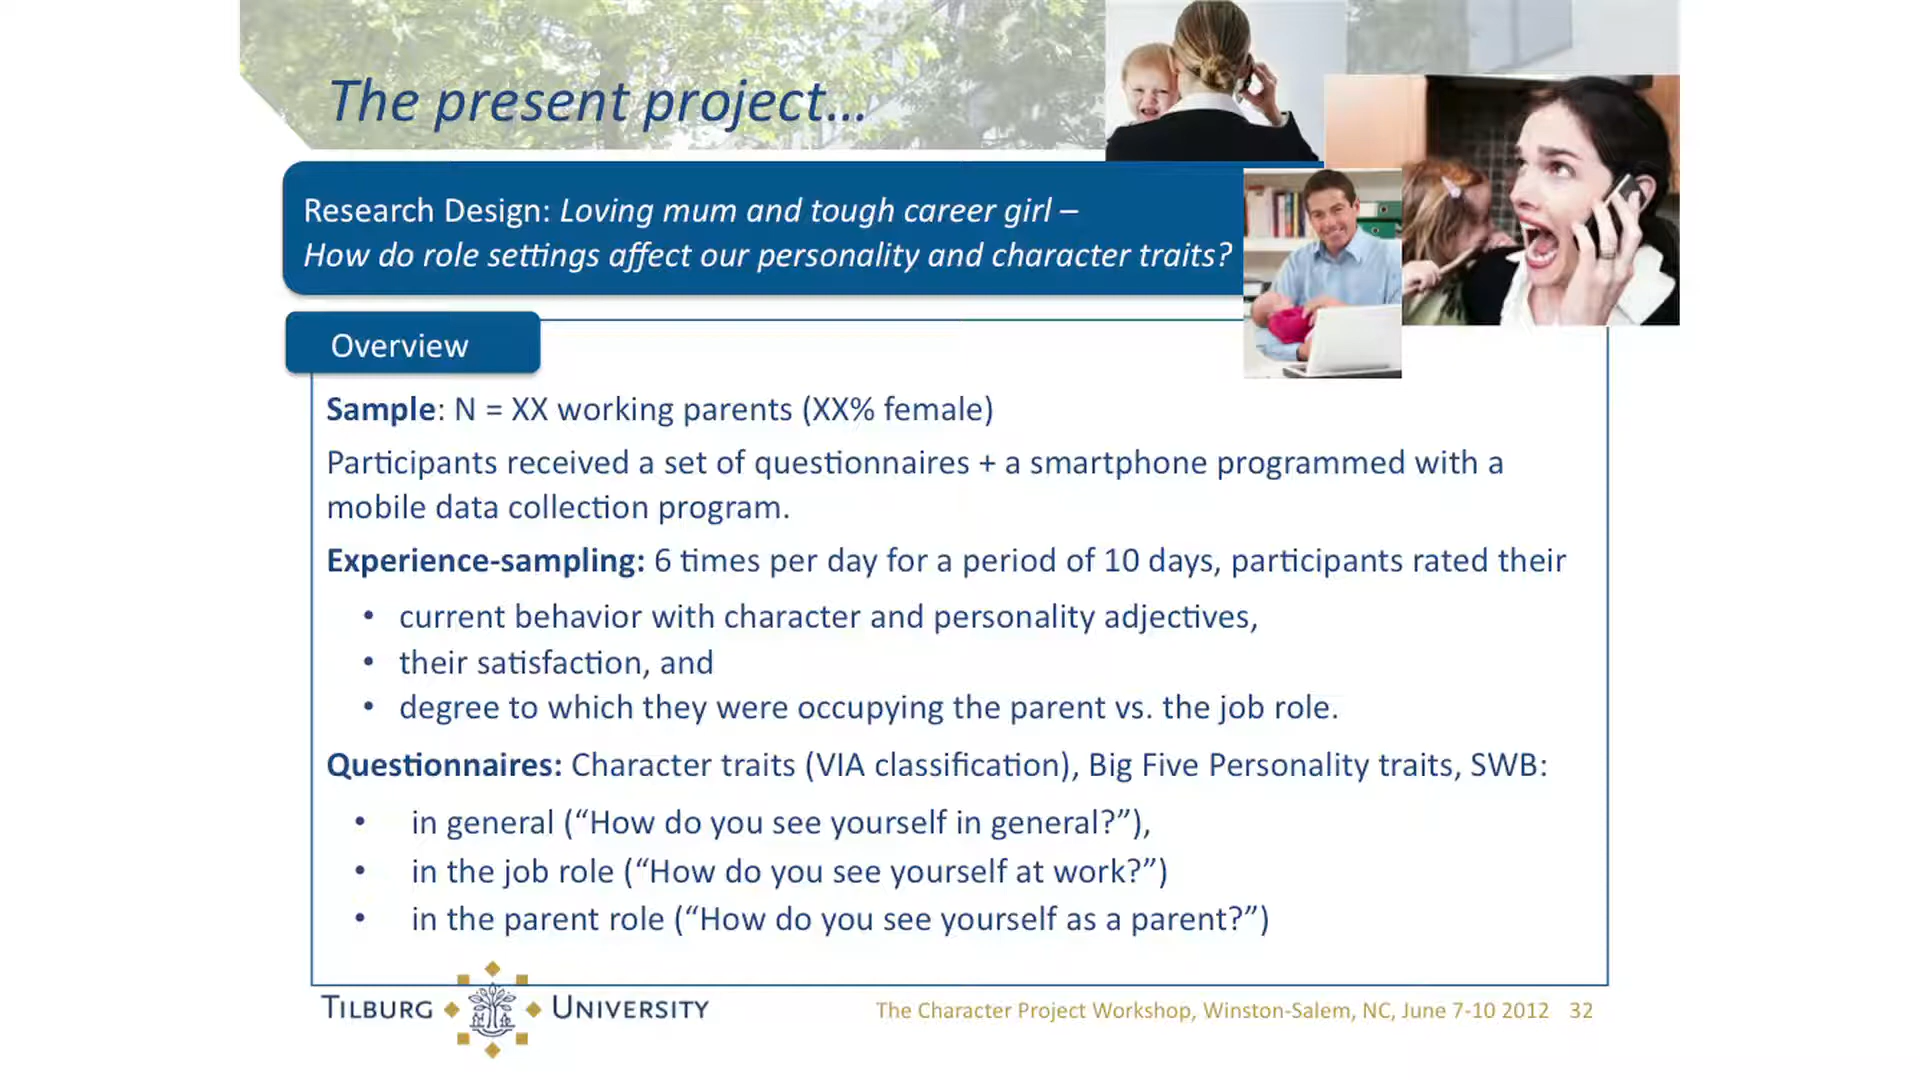 The present project...
Research Design: Loving mum and tough career girl –
How do role settings affect our personality and character traits?
Overview
Sample: N = XX working parents (XX% female)
Participants received a set of questionnaires + a smartphone programmed with a
mobile data collection program.
Experience-sampling: 6 times per day for a period of 10 days, participants rated their
• current behavior with character and personality adjectives,
• their satisfaction, and
• degree to which they were occupying the parent vs. the job role.
Questionnaires: Character traits (VIA classification), Big Five Personality traits, SWB:
• in general (“How do you see yourself in general?”),
• in the job role (“How do you see yourself at work?”)
• in the parent role (“How do you see yourself as a parent?”)
TILBURG UNIVERSITY
The Character Project Workshop, Winston-Salem, NC, June 7-10 2012 32